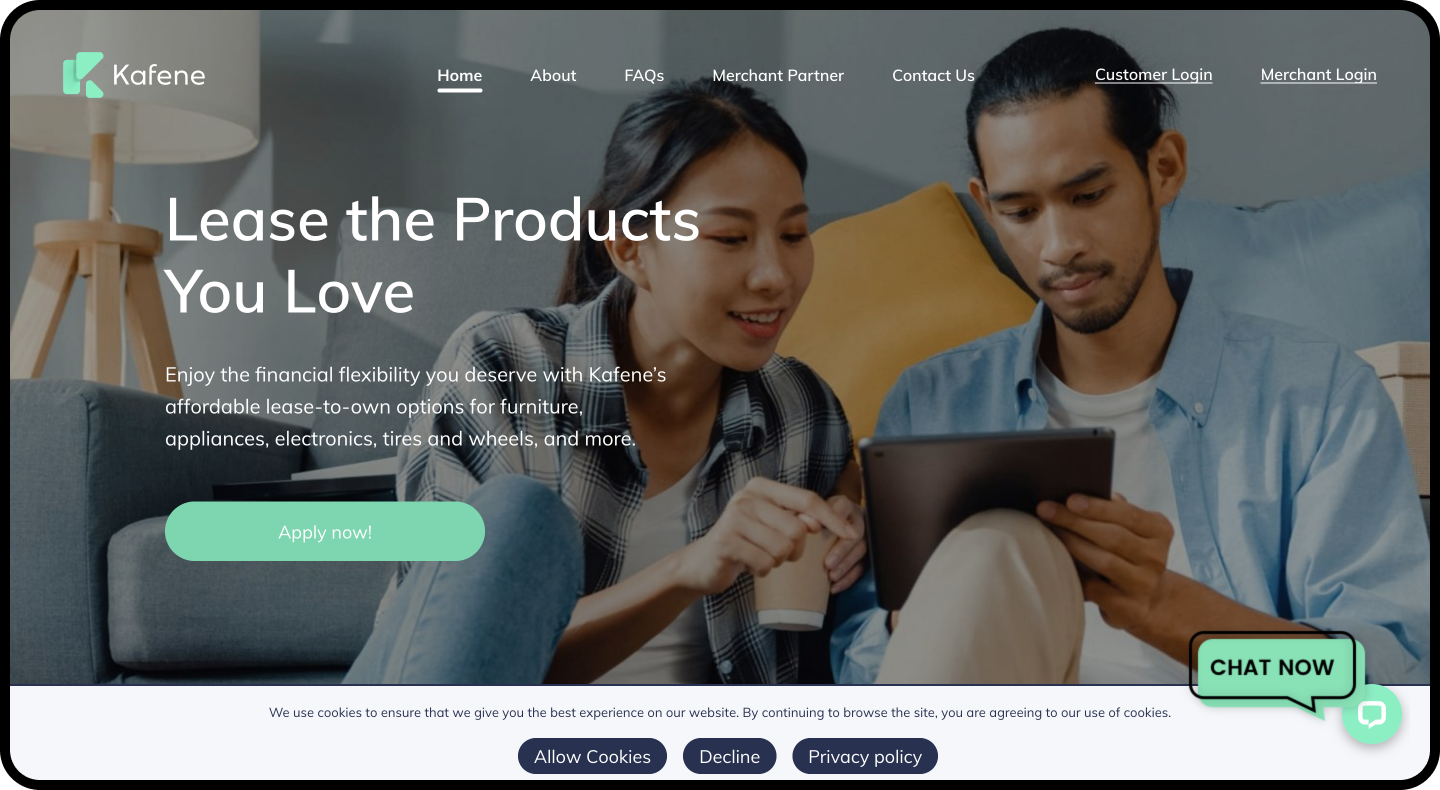 Kafene
Home About FAQs Merchant Partner Contact Us Customer Login Merchant Login
Lease the Products
You Love
Enjoy the financial flexibility you deserve with Kafene’s
affordable lease-to-own options for furniture,
appliances, electronics, tires and wheels, and more.
Apply now!
CHAT NOW
We use cookies to ensure that we give you the best experience on our website. By continuing to browse the site, you are agreeing to our use of cookies.
Allow Cookies Decline Privacy policy